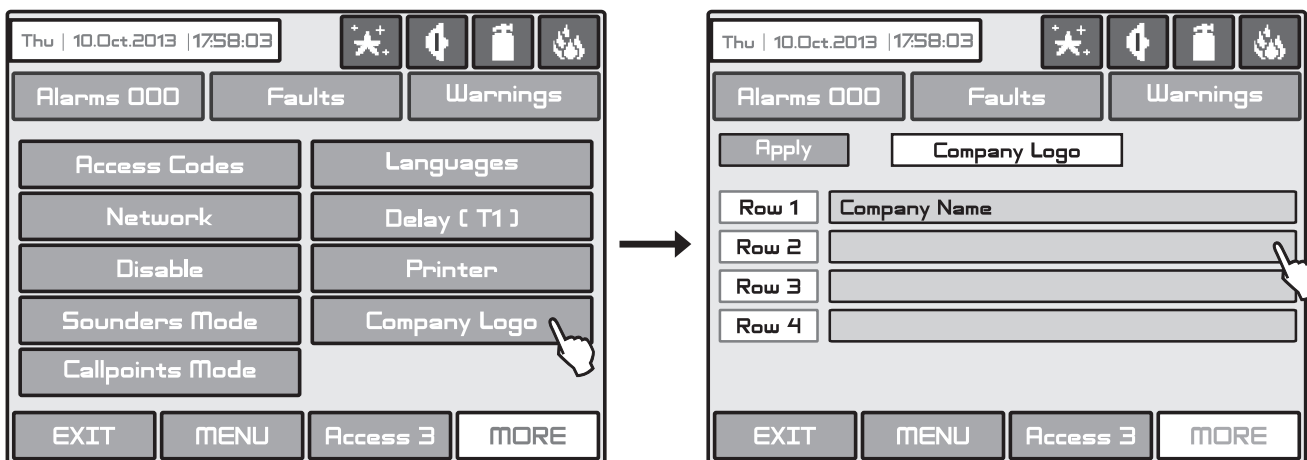 Thu | 10.Oct.2013 |17:58:03
Alarms 000 Faults Warnings
Access Codes Languages
Network Delay ( T1 )
Disable Printer
Sounders Mode Company Logo
Callpoints Mode
EXIT MENU Access 3 MORE
Thu | 10.Oct.2013 |17:58:03
Alarms 000 Faults Warnings
Apply Company Logo
Row 1 Company Name
Row 2
Row 3
Row 4
EXIT MENU Access 3 MORE